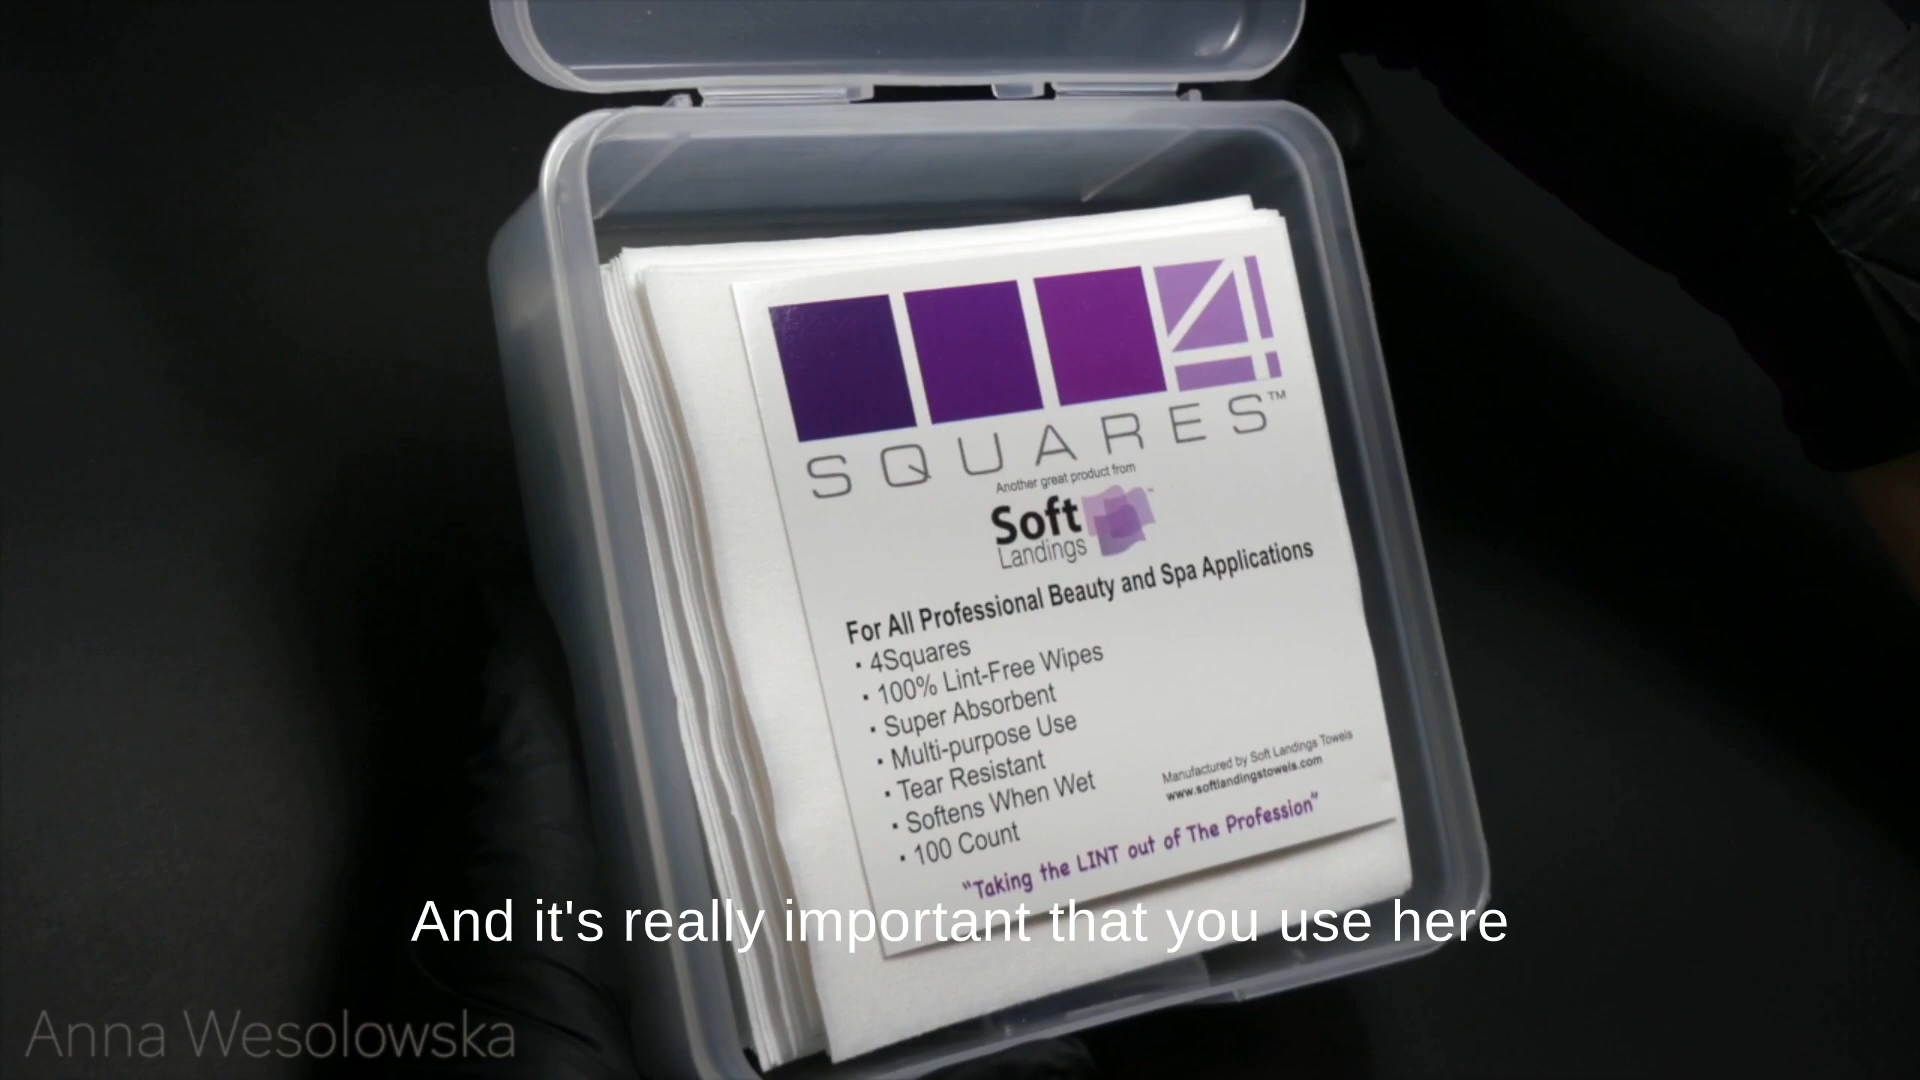 4
SQUARES™
Another great product from
Soft
Landings
™
For All Professional Beauty and Spa Applications
· 4Squares
· 100% Lint-Free Wipes
· Super Absorbent
· Multi-purpose Use
· Tear Resistant
· Softens When Wet
· 100 Count
Manufactured by Soft Landings Towels
www.softlandingstowels.com
"Taking the LINT out of The Profession"
And it's really important that you use here
Anna Wesolowska